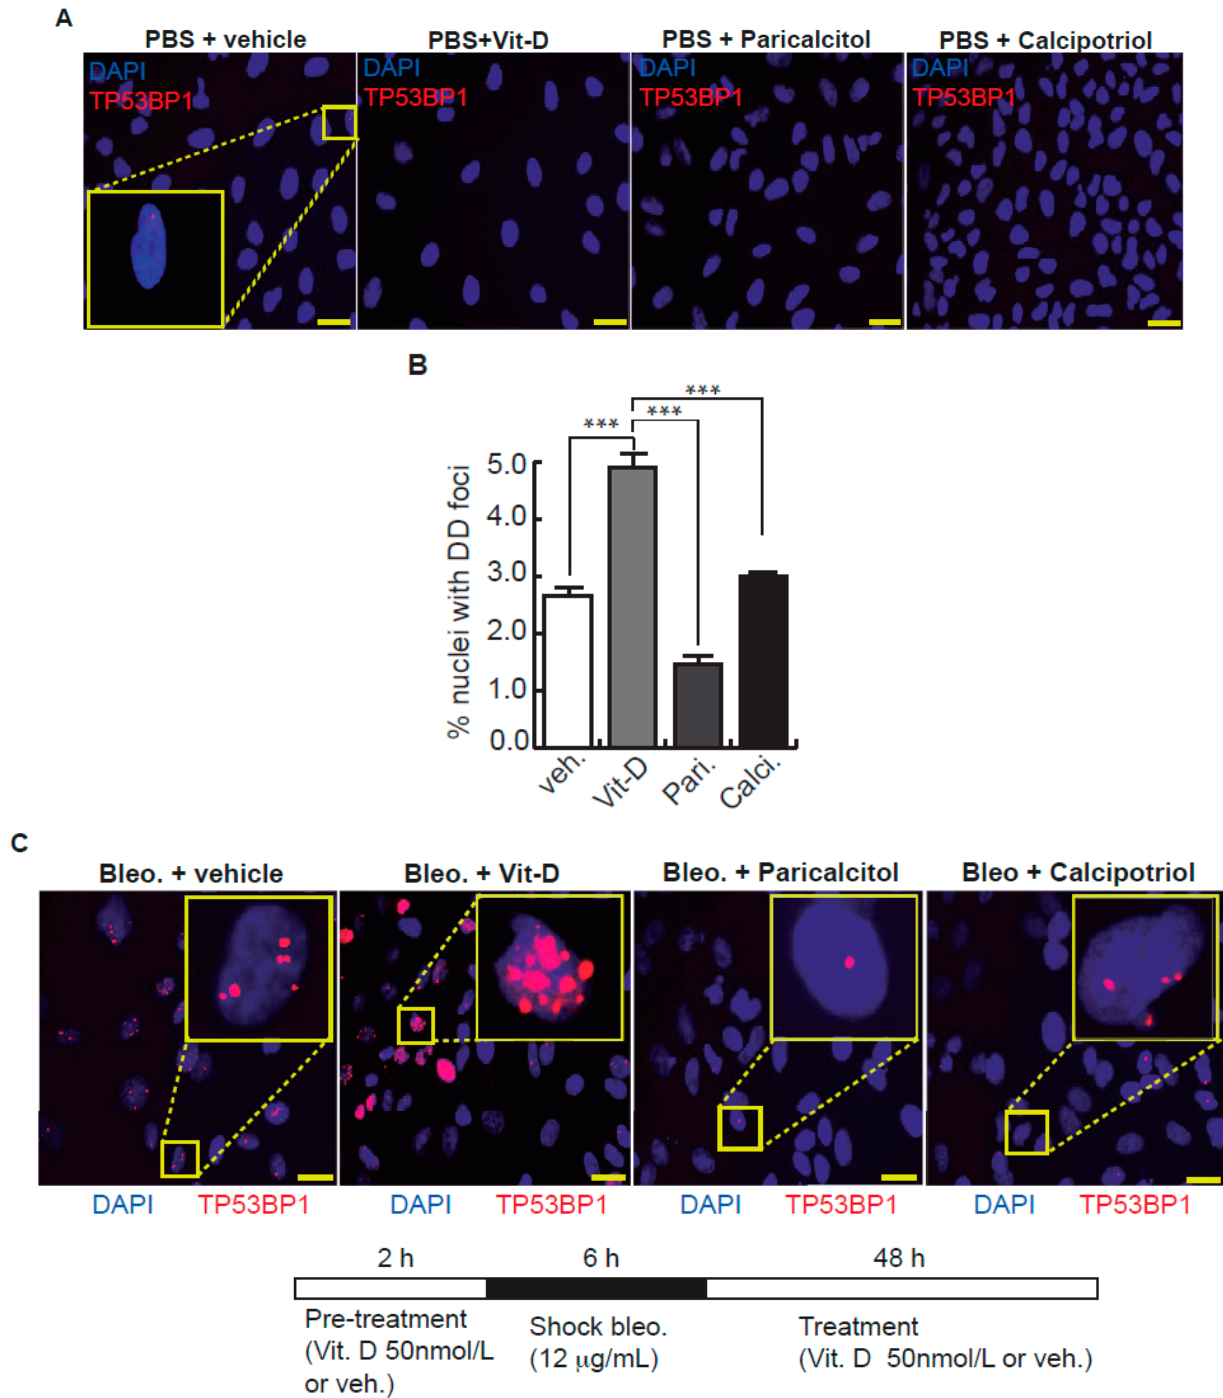 A
PBS + vehicle
PBS+Vit-D
PBS + Paricalcitol
PBS + Calcipotriol
DAPI
TP53BP1
DAPI
TP53BP1
DAPI
TP53BP1
DAPI
TP53BP1
B
% nuclei with DD foci
5.0
4.0
3.0
2.0
1.0
0.0
***
***
***
veh.
Vit-D
Pari.
Calci.
C
Bleo. + vehicle
Bleo. + Vit-D
Bleo. + Paricalcitol
Bleo + Calcipotriol
DAPI TP53BP1
DAPI TP53BP1
DAPI TP53BP1
DAPI TP53BP1
2 h
6 h
48 h
Pre-treatment
(Vit. D 50nmol/L
or veh.)
Shock bleo.
(12 μg/mL)
Treatment
(Vit. D 50nmol/L or veh.)